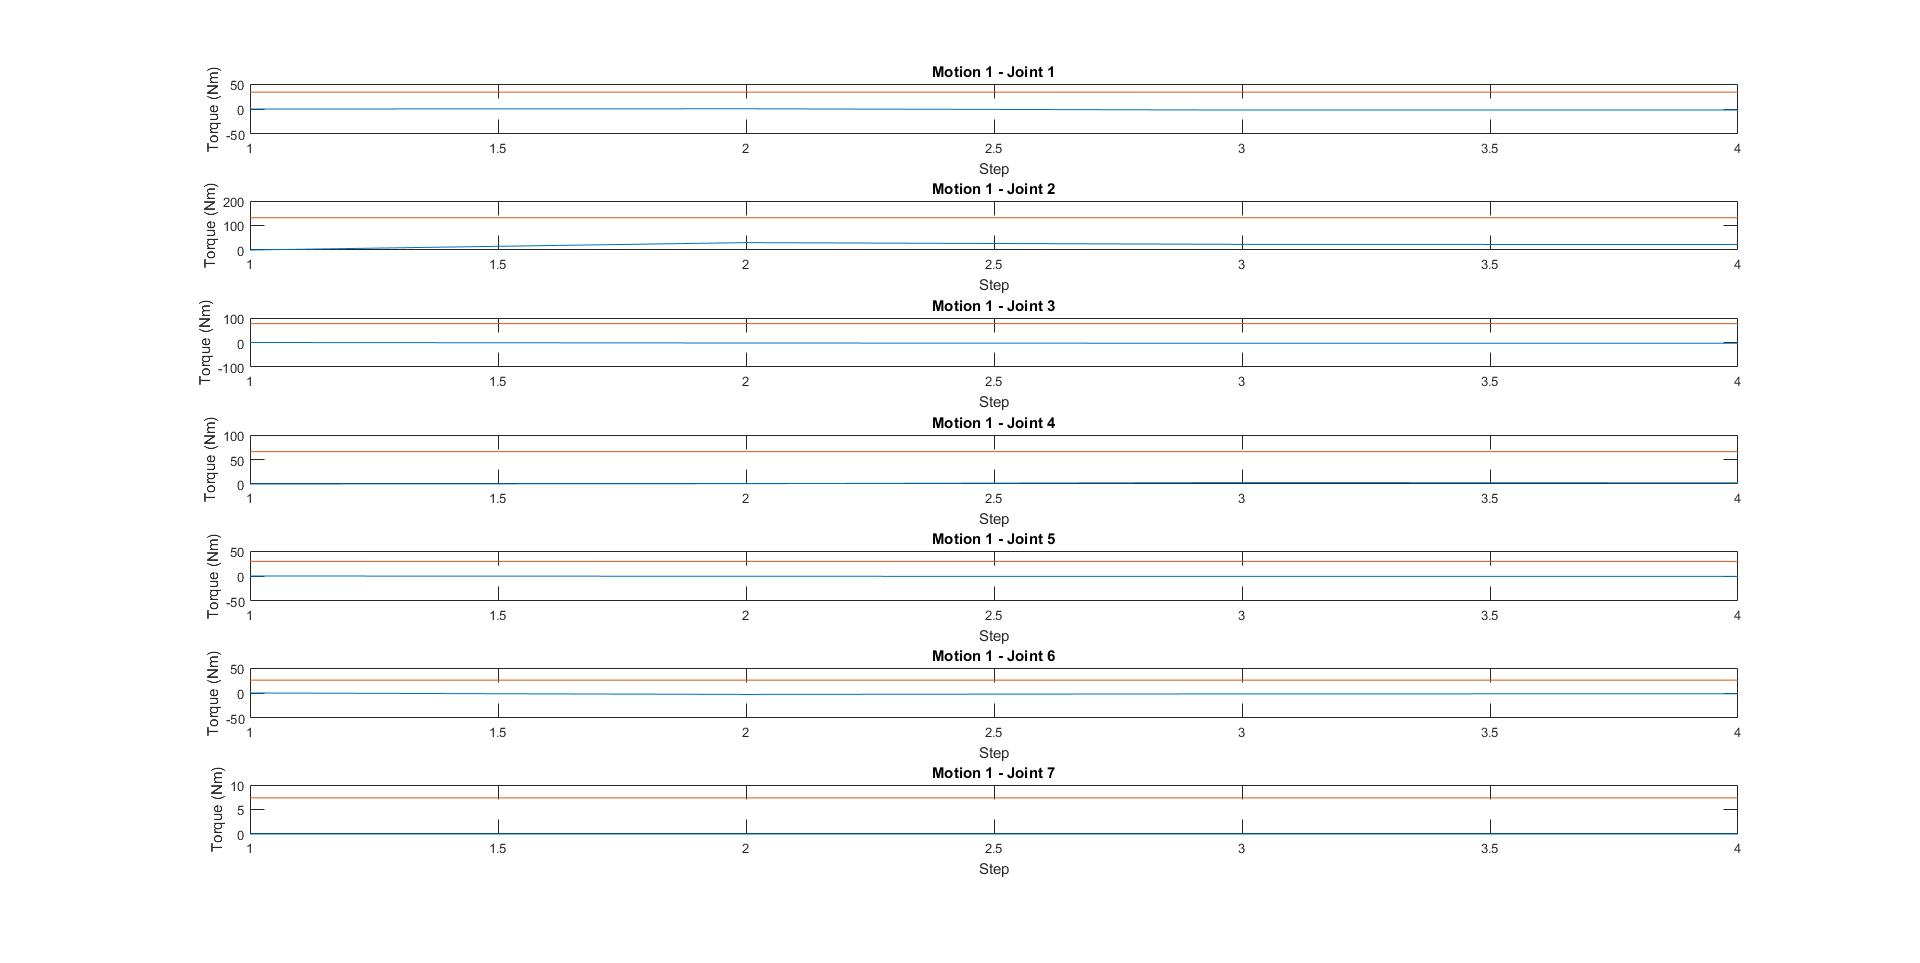 Motion 1 - Joint 1
Torque (Nm)
50
0
-50
1 1.5 2 2.5 3 3.5 4
Step
Motion 1 - Joint 2
Torque (Nm)
200
100
0
1 1.5 2 2.5 3 3.5 4
Step
Motion 1 - Joint 3
Torque (Nm)
100
0
-100
1 1.5 2 2.5 3 3.5 4
Step
Motion 1 - Joint 4
Torque (Nm)
100
50
0
1 1.5 2 2.5 3 3.5 4
Step
Motion 1 - Joint 5
Torque (Nm)
50
0
-50
1 1.5 2 2.5 3 3.5 4
Step
Motion 1 - Joint 6
Torque (Nm)
50
0
-50
1 1.5 2 2.5 3 3.5 4
Step
Motion 1 - Joint 7
Torque (Nm)
10
5
0
1 1.5 2 2.5 3 3.5 4
Step